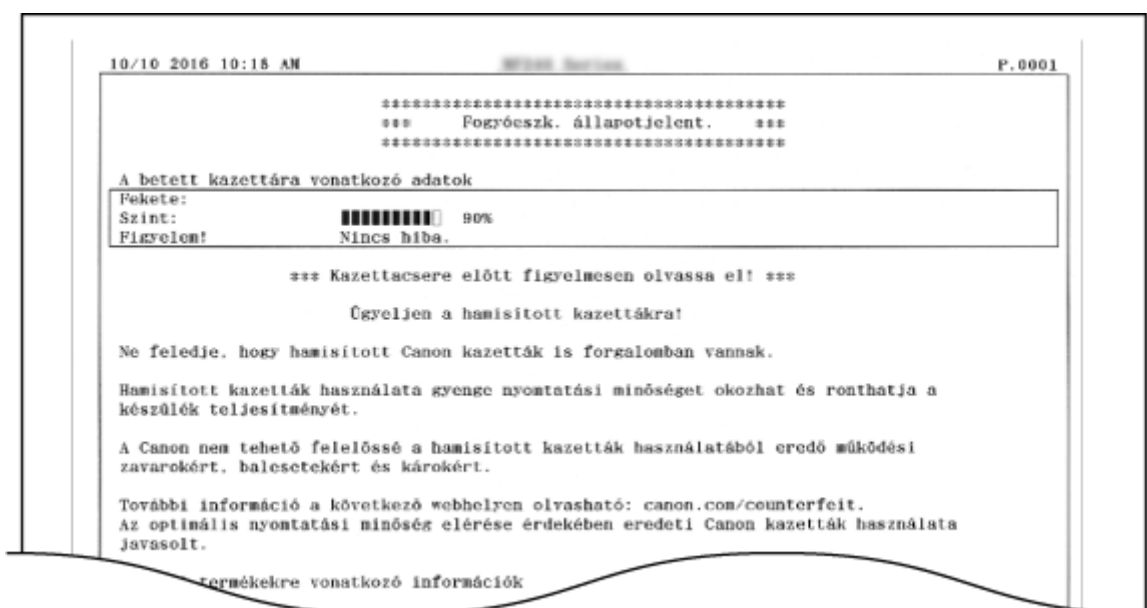 10/10 2016 10:18 AM P.0001
****************************************
*** Fogyóeszk. állapotjelent. ***
****************************************
A betett kazettára vonatkozó adatok
Fekete:
Szint: 90%
Figyelem! Nincs hiba.
*** Kazettacsere előtt figyelmesen olvassa el! ***
Ügyeljen a hamisított kazettákra!
Ne feledje, hogy hamisított Canon kazetták is forgalomban vannak.
Hamisított kazetták használata gyenge nyomtatási minőséget okozhat és ronthatja a
készülék teljesítményét.
A Canon nem tehető felelőssé a hamisított kazetták használatából eredő működési
zavarokért, balesetekért és károkért.
További információ a következő webhelyen olvasható: canon.com/counterfeit.
Az optimális nyomtatási minőség elérése érdekében eredeti Canon kazetták használata
javasolt.
termékekre vonatkozó információk